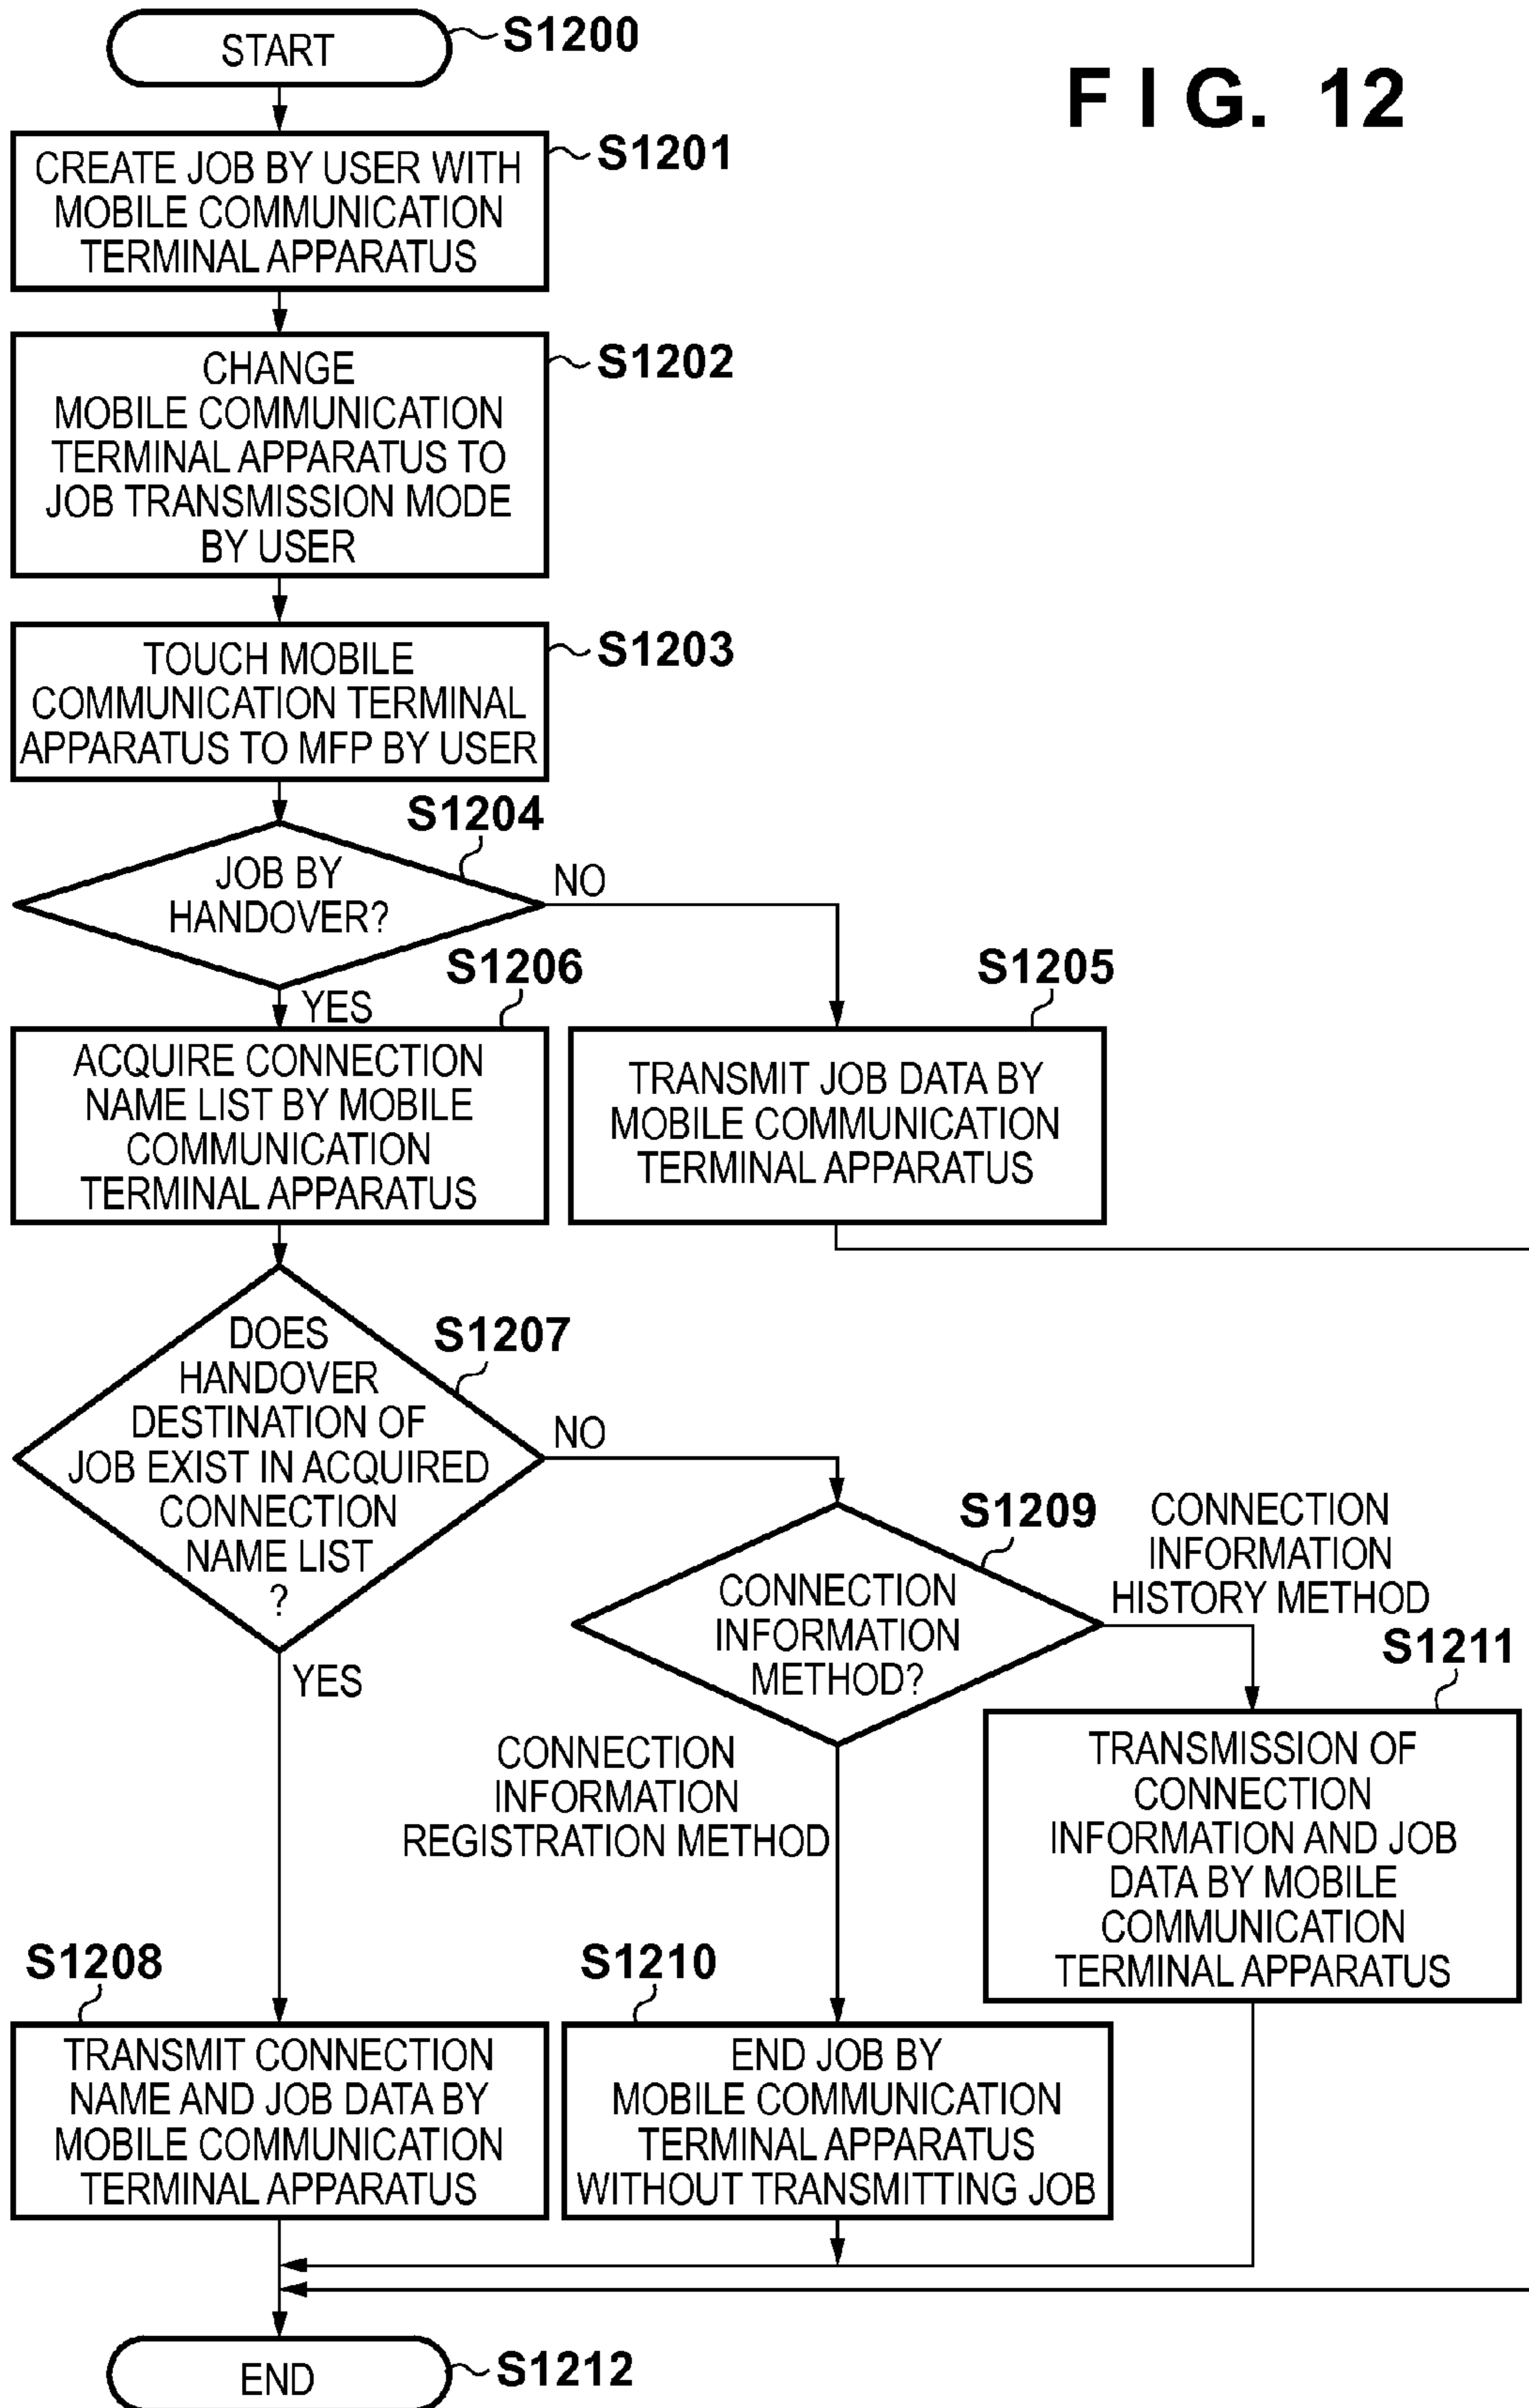 START
S1200
FIG. 12
CREATE JOB BY USER WITH
MOBILE COMMUNICATION
TERMINAL APPARATUS
S1201
CHANGE
MOBILE COMMUNICATION
TERMINAL APPARATUS TO
JOB TRANSMISSION MODE
BY USER
S1202
TOUCH MOBILE
COMMUNICATION TERMINAL
APPARATUS TO MFP BY USER
S1203
S1204
JOB BY
HANDOVER?
NO
YES
S1206
ACQUIRE CONNECTION
NAME LIST BY MOBILE
COMMUNICATION
TERMINAL APPARATUS
S1205
TRANSMIT JOB DATA BY
MOBILE COMMUNICATION
TERMINAL APPARATUS
S1207
DOES
HANDOVER
DESTINATION OF
JOB EXIST IN ACQUIRED
CONNECTION
NAME LIST
?
NO
YES
S1209
CONNECTION
INFORMATION
METHOD?
CONNECTION
INFORMATION
HISTORY METHOD
S1211
TRANSMISSION OF
CONNECTION
INFORMATION AND JOB
DATA BY MOBILE
COMMUNICATION
TERMINAL APPARATUS
CONNECTION
INFORMATION
REGISTRATION METHOD
S1208
TRANSMIT CONNECTION
NAME AND JOB DATA BY
MOBILE COMMUNICATION
TERMINAL APPARATUS
S1210
END JOB BY
MOBILE COMMUNICATION
TERMINAL APPARATUS
WITHOUT TRANSMITTING JOB
END
S1212